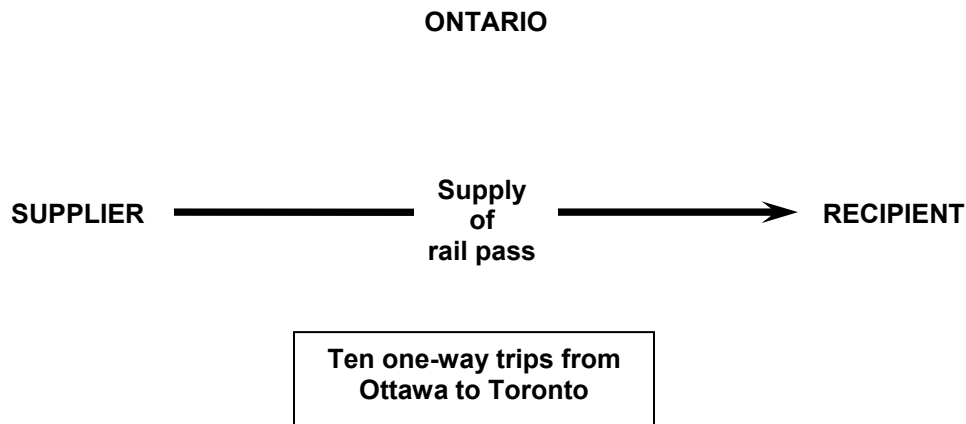 ONTARIO
SUPPLIER
Supply
of
rail pass
RECIPIENT
Ten one-way trips from
Ottawa to Toronto